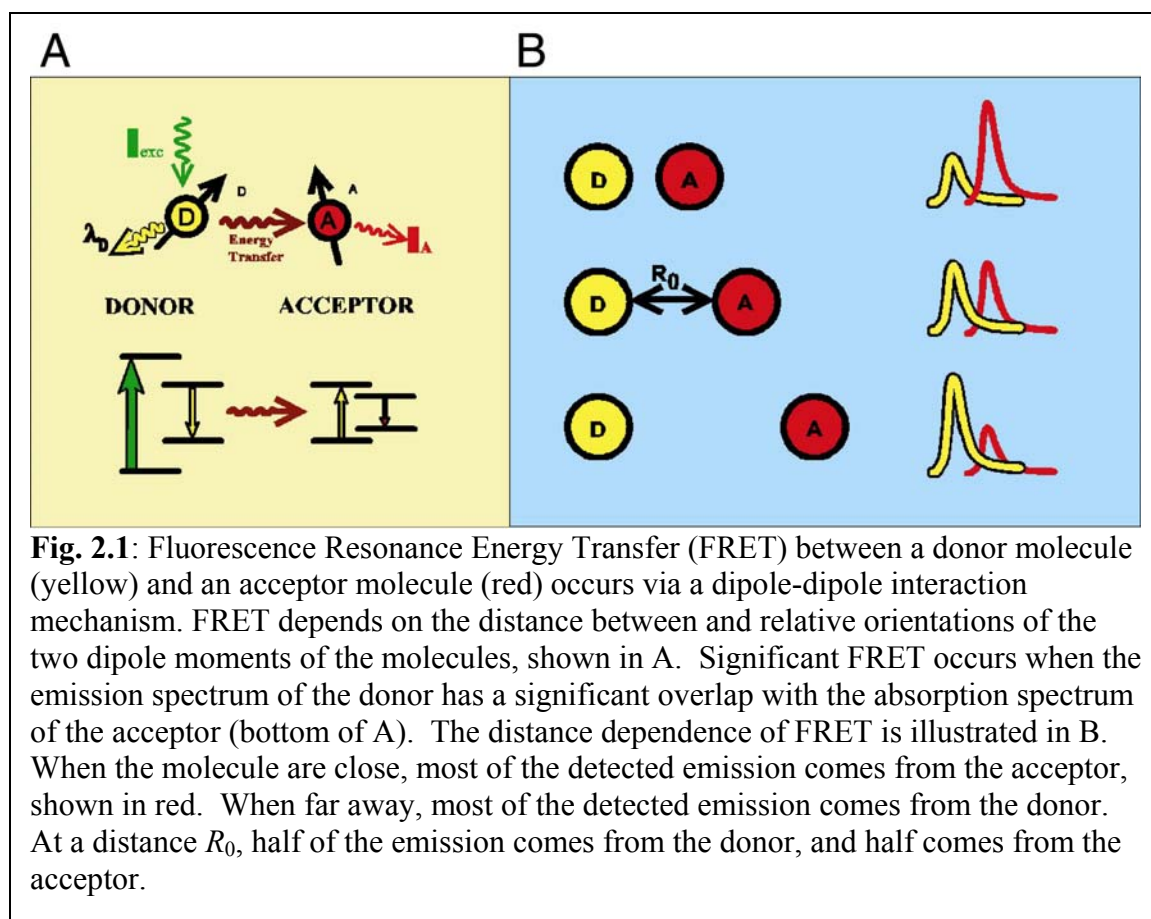 A B
I exc
D A
λD D Energy Transfer A I A
DONOR ACCEPTOR
D A
D R0 A
D A
Fig. 2.1: Fluorescence Resonance Energy Transfer (FRET) between a donor molecule
(yellow) and an acceptor molecule (red) occurs via a dipole-dipole interaction
mechanism. FRET depends on the distance between and relative orientations of the
two dipole moments of the molecules, shown in A.  Significant FRET occurs when the
emission spectrum of the donor has a significant overlap with the absorption spectrum
of the acceptor (bottom of A).  The distance dependence of FRET is illustrated in B.
When the molecule are close, most of the detected emission comes from the acceptor,
shown in red.  When far away, most of the detected emission comes from the donor.
At a distance R0, half of the emission comes from the donor, and half comes from the
acceptor.